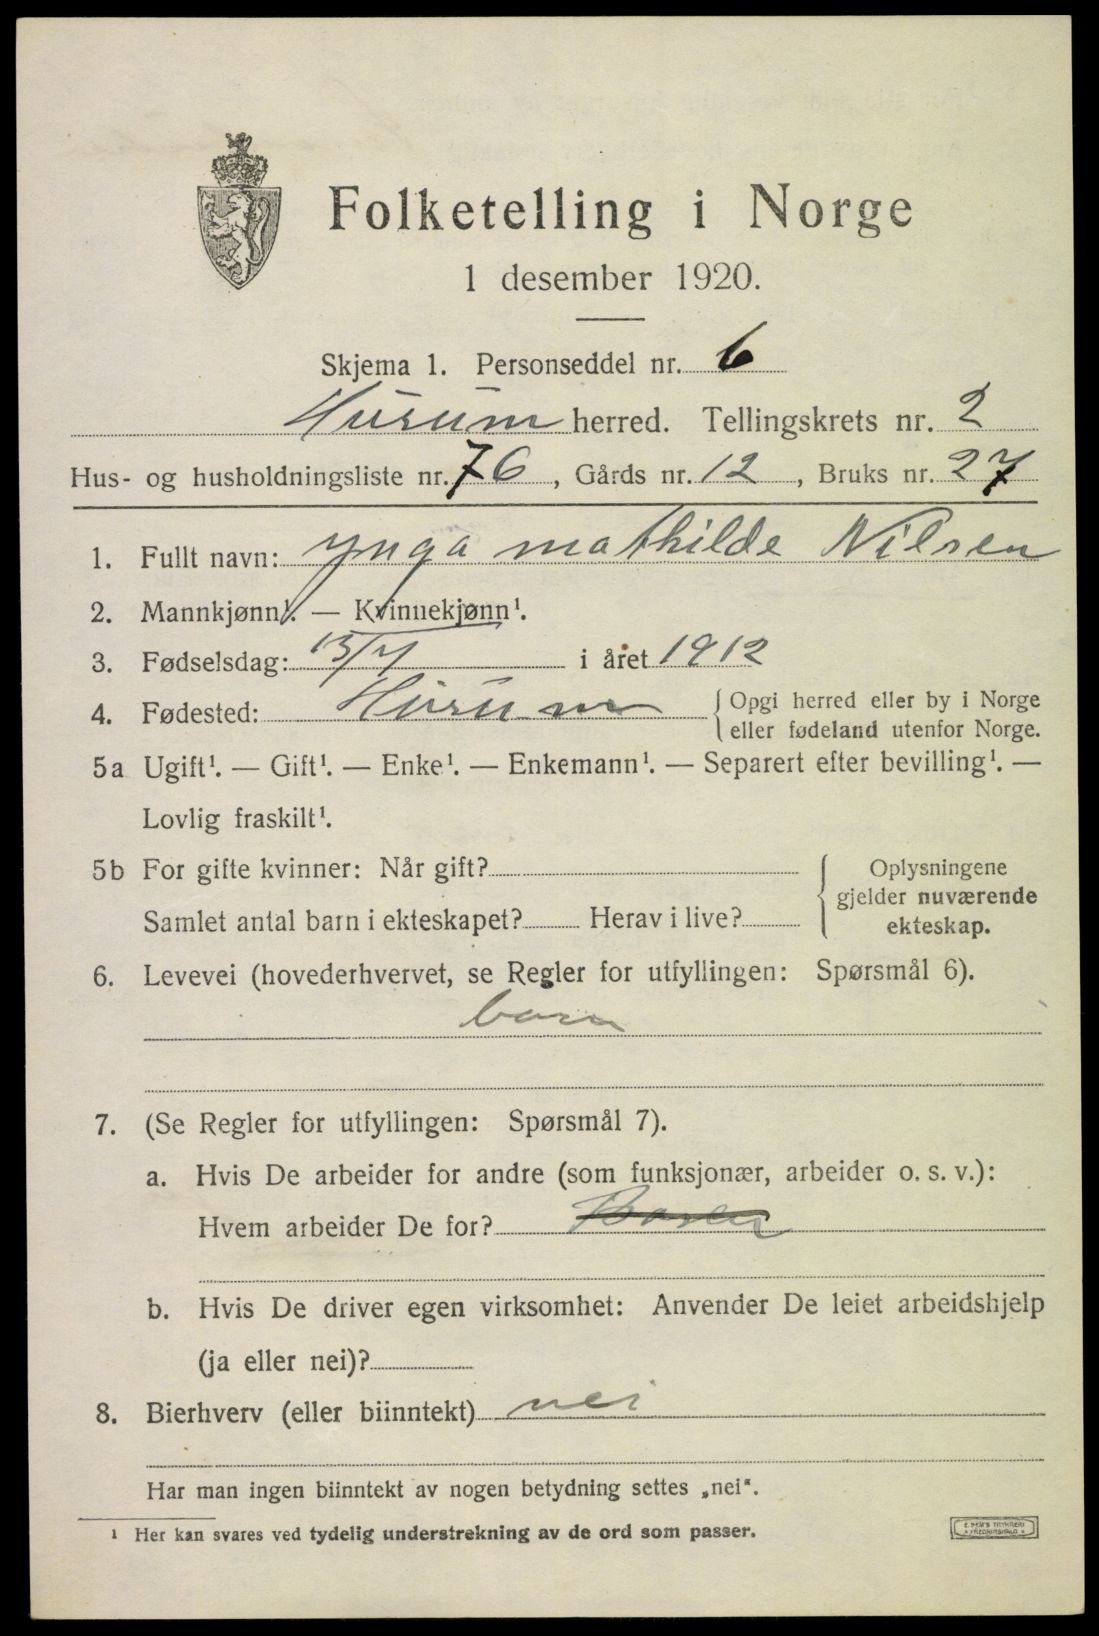 Folketelling i Norge
1 desember 1920.
Skjema 1. Personseddel nr. 6
Hurum herred. Tellingskrets nr. 2
Hus- og husholdningsliste nr. 76, Gårds nr. 12, Bruks nr. 27
1. Fullt navn: Ynga mathilde Nilsen
2. Mannkjønn¹. — Kvinnekjønn¹.
3. Fødselsdag: 13/7 i året 1912
4. Fødested: Hurum { Opgi herred eller by i Norge
eller fødeland utenfor Norge.
5a Ugift¹. — Gift¹. — Enke¹. — Enkemann¹. — Separert efter bevilling¹. —
Lovlig fraskilt¹.
5b For gifte kvinner: Når gift?
Samlet antal barn i ekteskapet? Herav i live?
{ Oplysningene
gjelder nuværende
ekteskap.
6. Levevei (hovederhvervet, se Regler for utfyllingen: Spørsmål 6).
barn
7. (Se Regler for utfyllingen: Spørsmål 7).
a. Hvis De arbeider for andre (som funksjonær, arbeider o. s. v.):
Hvem arbeider De for?
b. Hvis De driver egen virksomhet: Anvender De leiet arbeidshjelp
(ja eller nei)?
8. Bierhverv (eller biinntekt) nei
Har man ingen biinntekt av nogen betydning settes „nei".
¹ Her kan svares ved tydelig understrekning av de ord som passer.